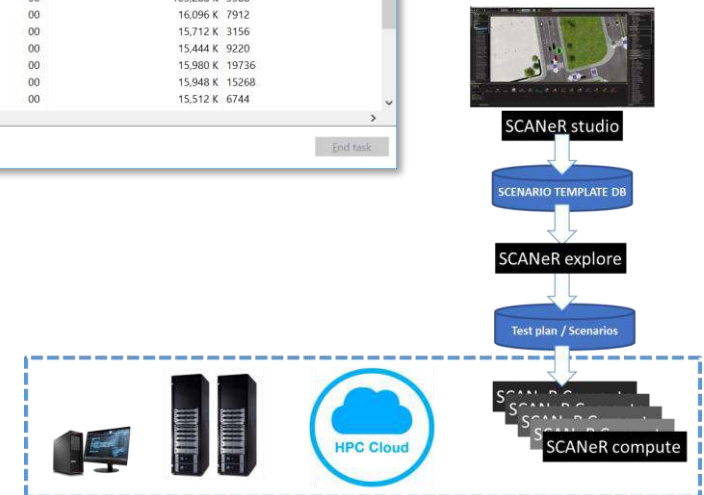 00 16,096 K 7912
00 15,712 K 3156
00 15,444 K 9220
00 15,980 K 19736
00 15,948 K 15268
00 15,512 K 6744
End task
SCANeR studio
SCENARIO TEMPLATE DB
SCANeR explore
Test plan / Scenarios
HPC Cloud
SCANeR compute